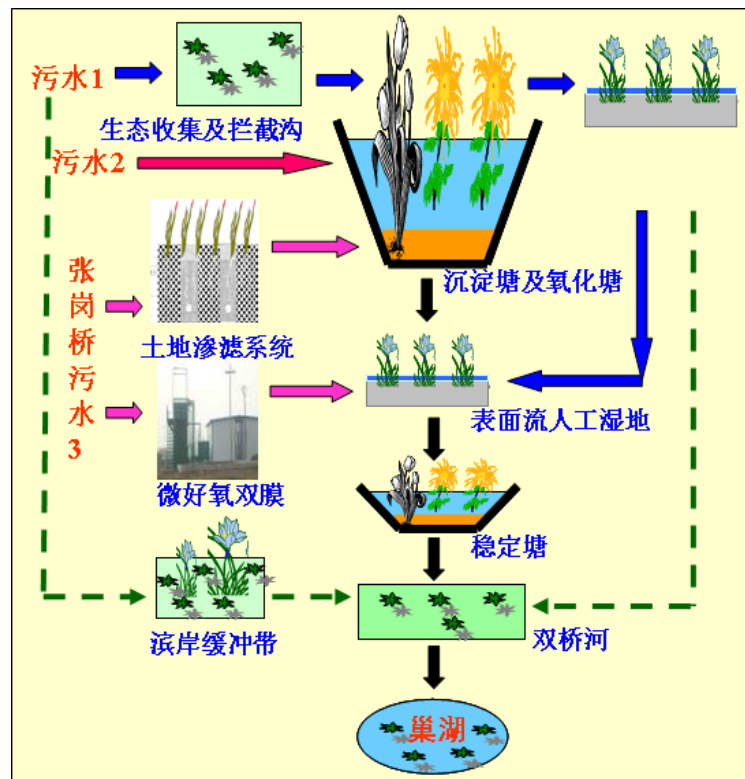 污水1
生态收集及拦截沟
污水2
沉淀塘及氧化塘
张岗桥污水3
土地渗滤系统
表面流人工湿地
微好氧双膜
稳定塘
滨岸缓冲带
双桥河
巢湖